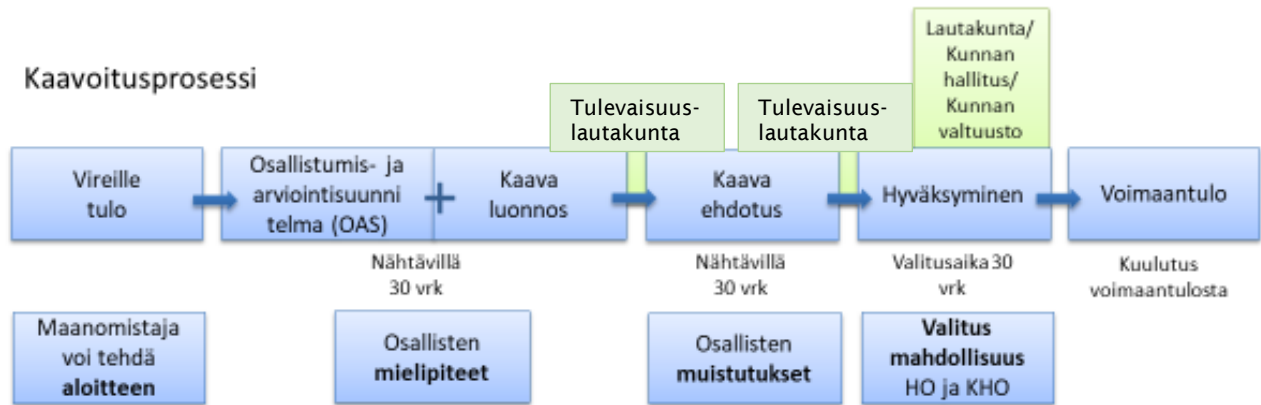 Kaavoitusprosessi
Lautakunta/
Kunnan
hallitus/
Kunnan
valtuusto
Tulevaisuus-
lautakunta
Tulevaisuus-
lautakunta
Vireille
tulo
Osallistumis- ja
arviointisuunni
telma (OAS)
+
Kaava
luonnos
Kaava
ehdotus
Hyväksyminen
Voimaantulo
Nähtävillä
30 vrk
Nähtävillä
30 vrk
Valitusaika 30
vrk
Kuulutus
voimaantulosta
Maanomistaja
voi tehdä
aloitteen
Osallisten
mielipiteet
Osallisten
muistutukset
Valitus
mahdollisuus
HO ja KHO